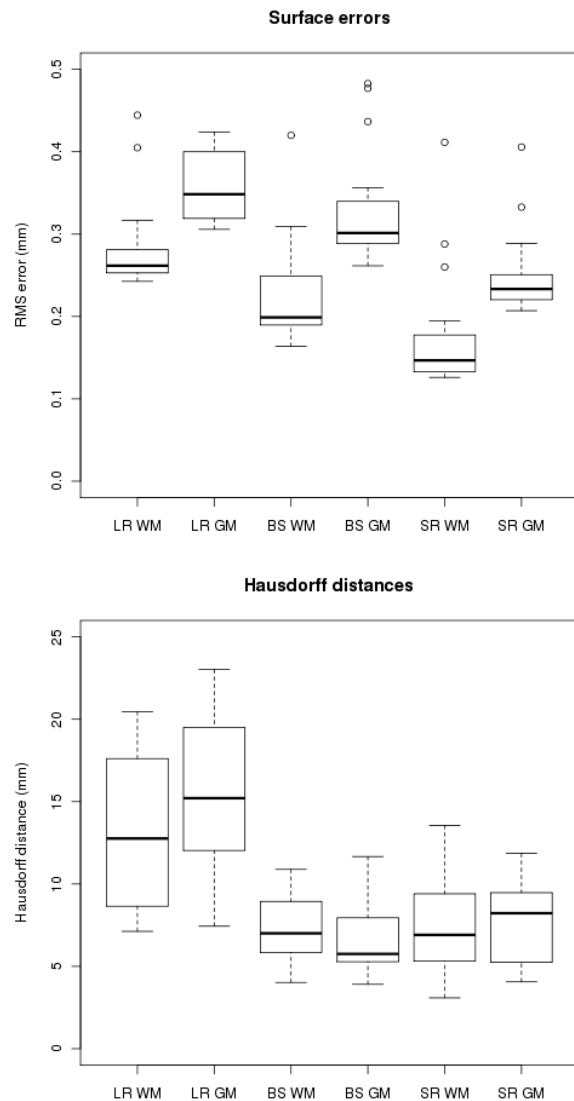 Surface errors
RMS error (mm)
0.5
0.4
0.3
0.2
0.1
0.0
LR WM LR GM BS WM BS GM SR WM SR GM
Hausdorff distances
Hausdorff distance (mm)
25
20
15
10
5
0
LR WM LR GM BS WM BS GM SR WM SR GM